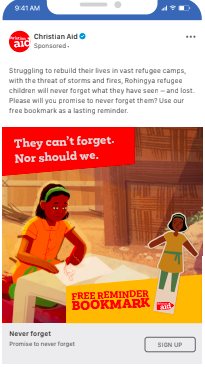 9:41 AM
Christian Aid
Sponsored ·
Struggling to rebuild their lives in vast refugee camps,
with the threat of storms and fires, Rohingya refugee
children will never forget what they have seen – and lost.
Please will you promise to never forget them? Use our
free bookmark as a lasting reminder.
They can't forget.
Nor should we.
FREE REMINDER
BOOKMARK
Never forget
Promise to never forget
SIGN UP